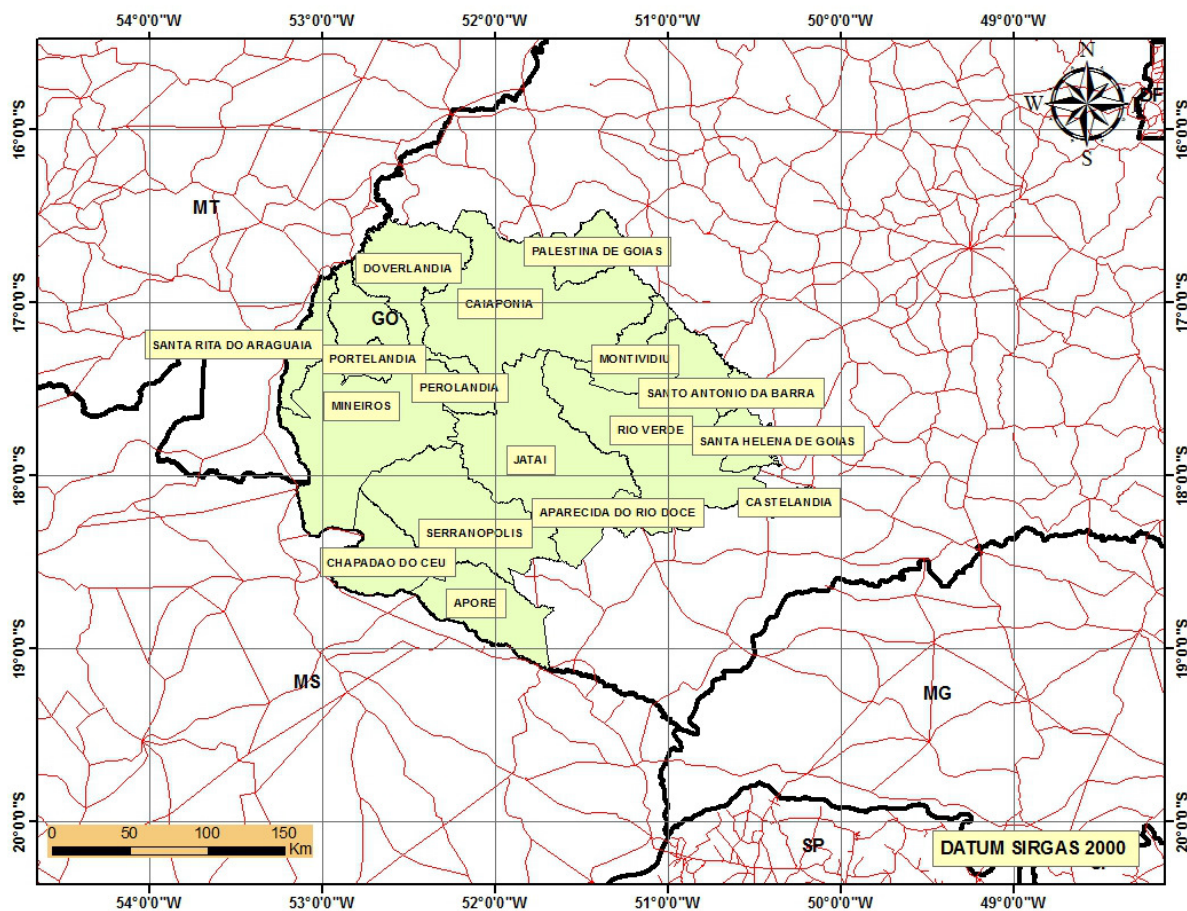 54°0'0"W 53°0'0"W 52°0'0"W 51°0'0"W 50°0'0"W 49°0'0"W
N
W
S
DF
16°0'0"S 16°0'0"S
MT
PALESTINA DE GOIAS
DOVERLANDIA
CAIAPONIA
17°0'0"S 17°0'0"S
GO
SANTA RITA DO ARAGUAIA
PORTELANDIA
MONTIVIDIU
PEROLANDIA
SANTO ANTONIO DA BARRA
MINEIROS
RIO VERDE
SANTA HELENA DE GOIAS
JATAI
18°0'0"S 18°0'0"S
CASTELANDIA
APARECIDA DO RIO DOCE
SERRANOPOLIS
CHAPADAO DO CEU
APORE
19°0'0"S 19°0'0"S
MS
MG
20°0'0"S 20°0'0"S
0 50 100 150
Km
SP
DATUM SIRGAS 2000
54°0'0"W 53°0'0"W 52°0'0"W 51°0'0"W 50°0'0"W 49°0'0"W